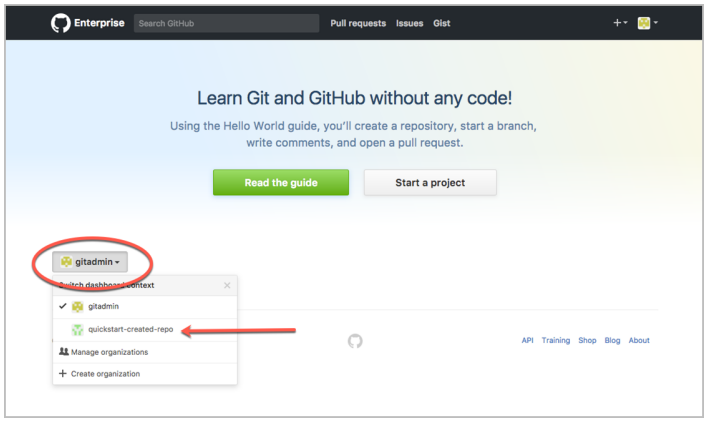 Enterprise Search GitHub Pull requests Issues Gist
Learn Git and GitHub without any code!
Using the Hello World guide, you'll create a repository, start a branch,
write comments, and open a pull request.
Read the guide Start a project
gitadmin
Switch dashboard context
gitadmin
quickstart-created-repo
Manage organizations
Create organization
API Training Shop Blog About